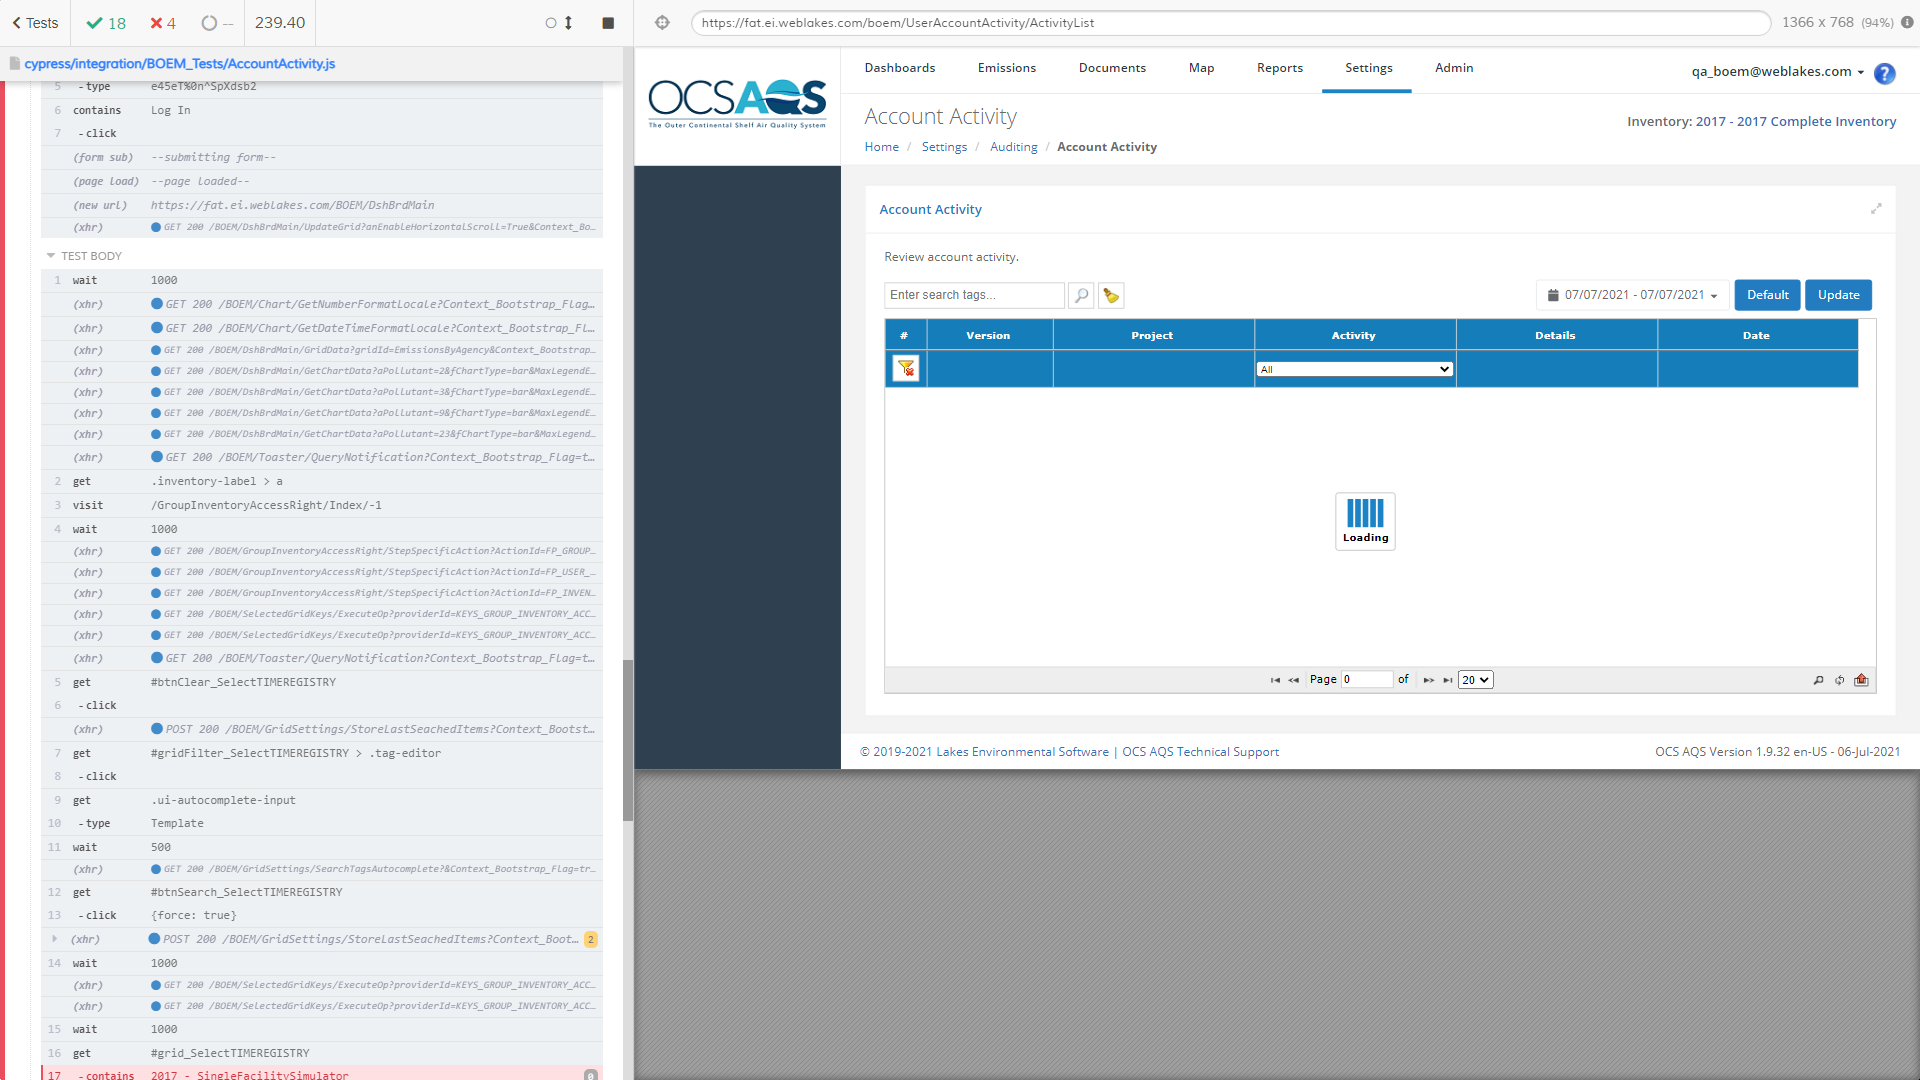 Tests
18
4
--
239.40
https://fat.ei.weblakes.com/boem/UserAccountActivity/ActivityList
1366 x 768 (94%)
cypress/integration/BOEM_Tests/AccountActivity.js
5 -type e45eT%0n^SpXdsb2
6 contains Log In
7 -click
(form sub) --submitting form--
(page load) --page loaded--
(new url) https://fat.ei.weblakes.com/BOEM/DshBrdMain
(xhr) GET 200 /BOEM/DshBrdMain/UpdateGrid?anEnableHorizontalScroll=True&Context_Bo...
TEST BODY
1 wait 1000
(xhr) GET 200 /BOEM/Chart/GetNumberFormatLocale?Context_Bootstrap_Flag...
(xhr) GET 200 /BOEM/Chart/GetDateTimeFormatLocale?Context_Bootstrap_Fl...
(xhr) GET 200 /BOEM/DshBrdMain/GridData?gridId=EmissionsByAgency&Context_Bootstrap...
(xhr) GET 200 /BOEM/DshBrdMain/GetChartData?aPollutant=2&fChartType=bar&MaxLegendE...
(xhr) GET 200 /BOEM/DshBrdMain/GetChartData?aPollutant=3&fChartType=bar&MaxLegendE...
(xhr) GET 200 /BOEM/DshBrdMain/GetChartData?aPollutant=9&fChartType=bar&MaxLegendE...
(xhr) GET 200 /BOEM/DshBrdMain/GetChartData?aPollutant=23&fChartType=bar&MaxLegend...
(xhr) GET 200 /BOEM/Toaster/QueryNotification?Context_Bootstrap_Flag=t...
2 get .inventory-label > a
3 visit /GroupInventoryAccessRight/Index/-1
4 wait 1000
(xhr) GET 200 /BOEM/GroupInventoryAccessRight/StepSpecificAction?ActionId=FP_GROUP...
(xhr) GET 200 /BOEM/GroupInventoryAccessRight/StepSpecificAction?ActionId=FP_USER_...
(xhr) GET 200 /BOEM/GroupInventoryAccessRight/StepSpecificAction?ActionId=FP_INVEN...
(xhr) GET 200 /BOEM/SelectedGridKeys/ExecuteOp?providerId=KEYS_GROUP_INVENTORY_ACC...
(xhr) GET 200 /BOEM/SelectedGridKeys/ExecuteOp?providerId=KEYS_GROUP_INVENTORY_ACC...
(xhr) GET 200 /BOEM/Toaster/QueryNotification?Context_Bootstrap_Flag=t...
5 get #btnClear_SelectTIMEREGISTRY
6 -click
(xhr) POST 200 /BOEM/GridSettings/StoreLastSeachedItems?Context_Bootst...
7 get #gridFilter_SelectTIMEREGISTRY > .tag-editor
8 -click
9 get .ui-autocomplete-input
10 -type Template
11 wait 500
(xhr) GET 200 /BOEM/GridSettings/SearchTagsAutocomplete?&Context_Bootstrap_Flag=tr...
12 get #btnSearch_SelectTIMEREGISTRY
13 -click {force: true}
(xhr) POST 200 /BOEM/GridSettings/StoreLastSeachedItems?Context_Boot... 2
14 wait 1000
(xhr) GET 200 /BOEM/SelectedGridKeys/ExecuteOp?providerId=KEYS_GROUP_INVENTORY_ACC...
(xhr) GET 200 /BOEM/SelectedGridKeys/ExecuteOp?providerId=KEYS_GROUP_INVENTORY_ACC...
15 wait 1000
16 get #grid_SelectTIMEREGISTRY
17 -contains 2017 - SingleFacilitySimulator 0
OCSAQS
The Outer Continental Shelf Air Quality System
Dashboards Emissions Documents Map Reports Settings Admin
qa_boem@weblakes.com ?
Account Activity
Inventory: 2017 - 2017 Complete Inventory
Home / Settings / Auditing / Account Activity
Account Activity
Review account activity.
Enter search tags...
07/07/2021 - 07/07/2021
Default
Update
# Version Project Activity Details Date
All
Loading
Page 0 of 20
© 2019-2021 Lakes Environmental Software | OCS AQS Technical Support
OCS AQS Version 1.9.32 en-US - 06-Jul-2021